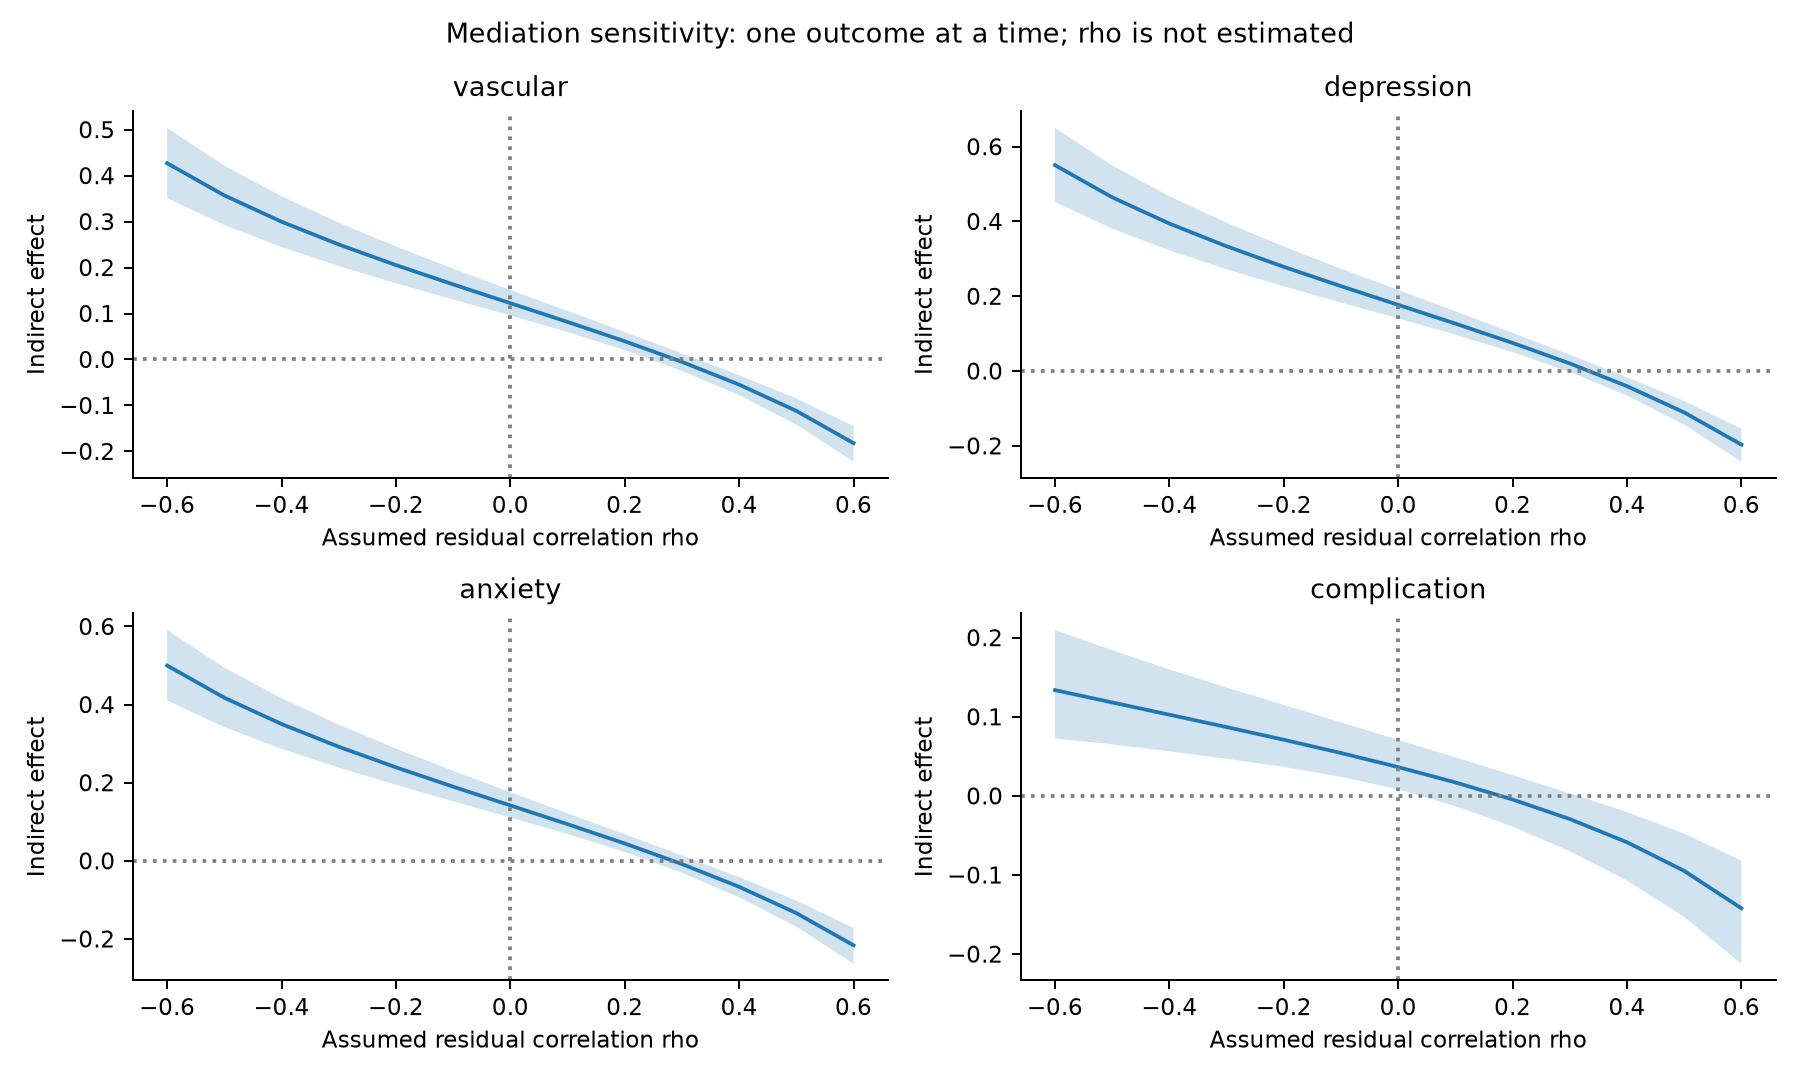 Mediation sensitivity: one outcome at a time; rho is not estimated
vascular
0.5
0.4
0.3
0.2
0.1
0.0
−0.1
−0.2
Indirect effect
−0.6 −0.4 −0.2 0.0 0.2 0.4 0.6
Assumed residual correlation rho
depression
0.6
0.4
0.2
0.0
−0.2
Indirect effect
−0.6 −0.4 −0.2 0.0 0.2 0.4 0.6
Assumed residual correlation rho
anxiety
0.6
0.4
0.2
0.0
−0.2
Indirect effect
−0.6 −0.4 −0.2 0.0 0.2 0.4 0.6
Assumed residual correlation rho
complication
0.2
0.1
0.0
−0.1
−0.2
Indirect effect
−0.6 −0.4 −0.2 0.0 0.2 0.4 0.6
Assumed residual correlation rho